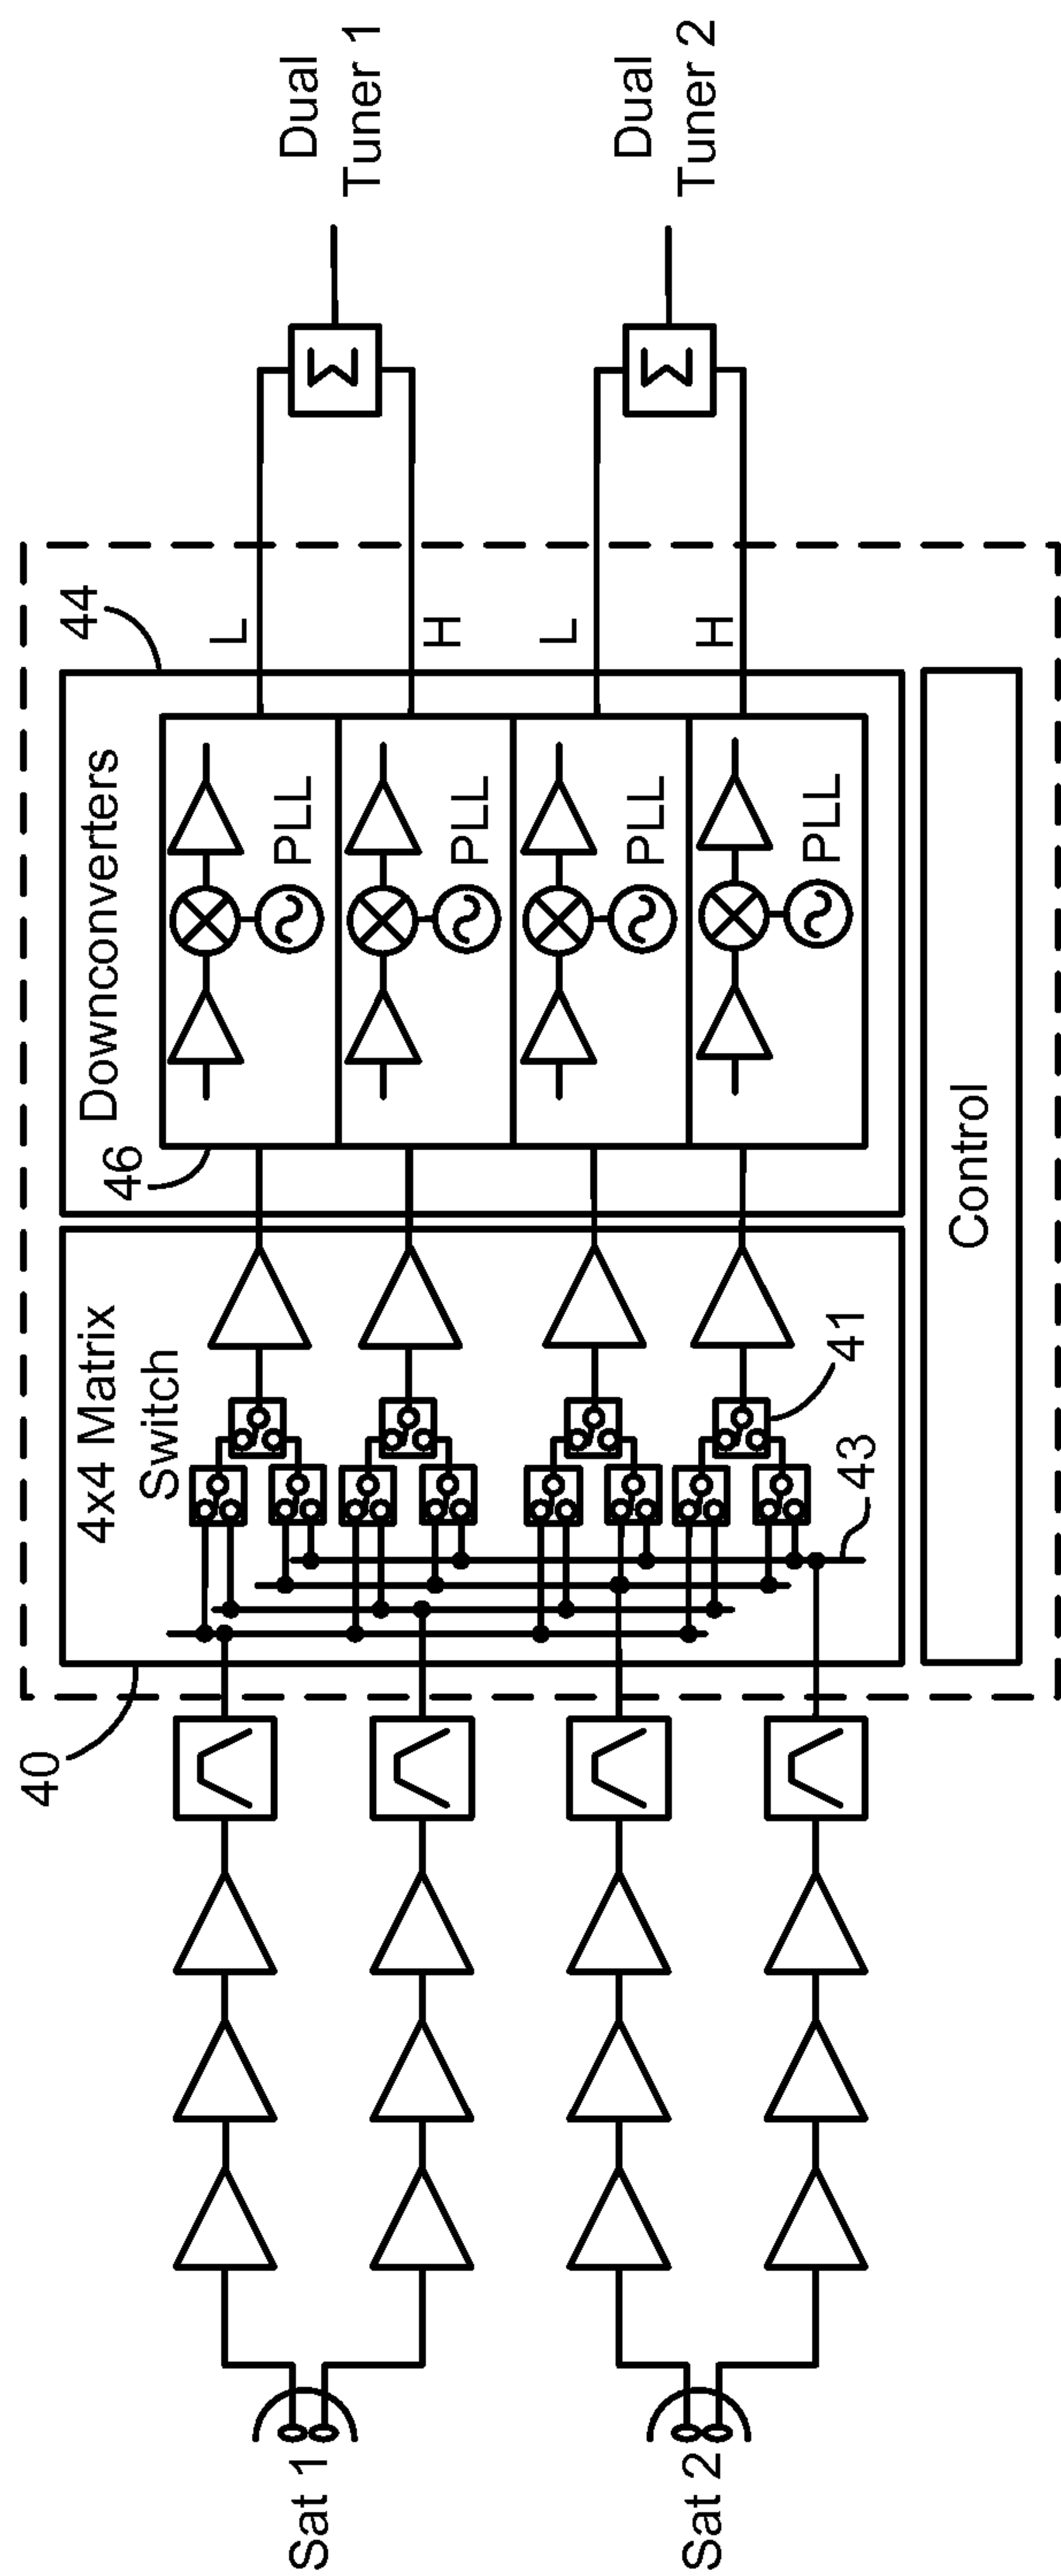 Sat 1
Sat 2
40
4x4 Matrix
Switch
41
43
44
Downconverters
46
PLL
PLL
PLL
PLL
Control
L
H
L
H
Σ
Σ
Dual
Tuner 1
Dual
Tuner 2